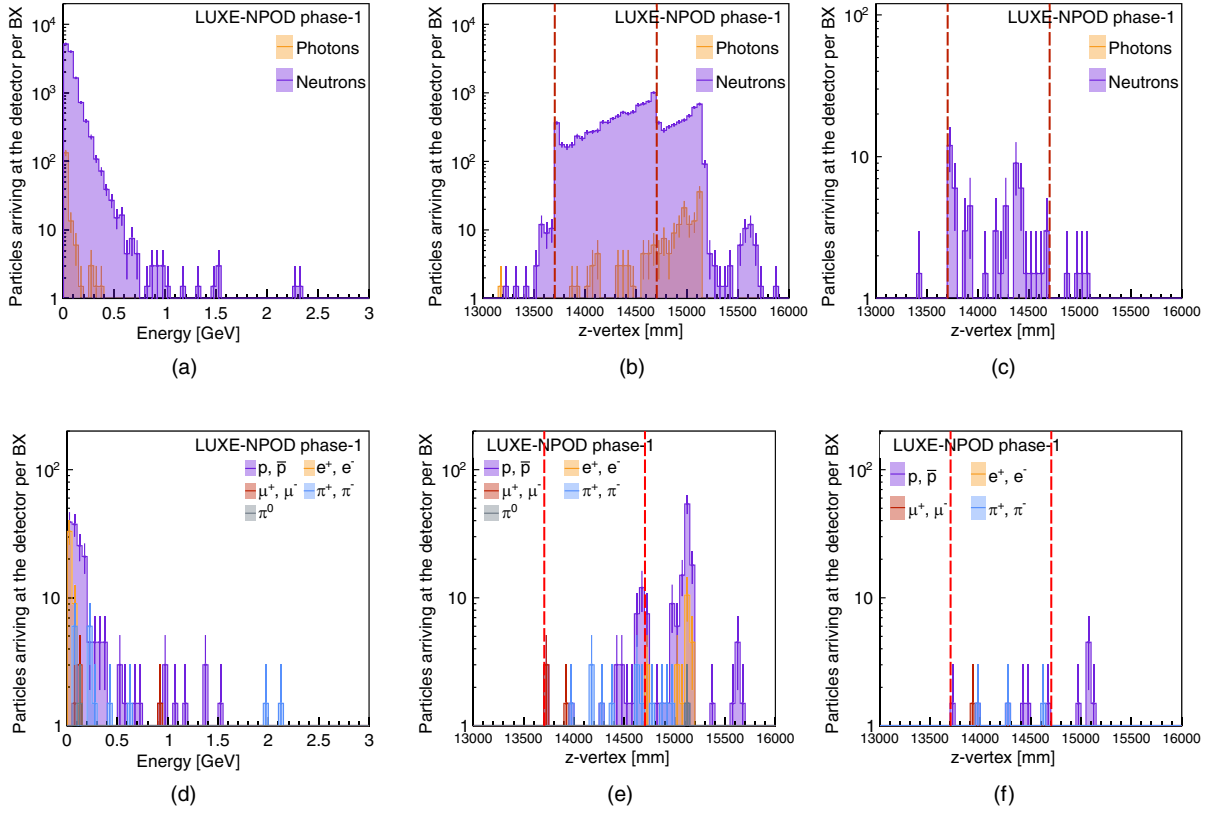 LUXE-NPOD phase-1
Photons
Neutrons
Particles arriving at the detector per BX
10⁴
10³
10²
10
1
0 0.5 1 1.5 2 2.5 3
Energy [GeV]
(a)
LUXE-NPOD phase-1
Photons
Neutrons
Particles arriving at the detector per BX
10⁴
10³
10²
10
1
13000 13500 14000 14500 15000 15500 16000
z-vertex [mm]
(b)
LUXE-NPOD phase-1
Photons
Neutrons
Particles arriving at the detector per BX
10²
10
1
13000 13500 14000 14500 15000 15500 16000
z-vertex [mm]
(c)
LUXE-NPOD phase-1
p, p̅ e⁺, e⁻
μ⁺, μ⁻ π⁺, π⁻
π⁰
Particles arriving at the detector per BX
10²
10
1
0 0.5 1 1.5 2 2.5 3
Energy [GeV]
(d)
LUXE-NPOD phase-1
p, p̅ e⁺, e⁻
μ⁺, μ⁻ π⁺, π⁻
π⁰
Particles arriving at the detector per BX
10²
10
1
13000 13500 14000 14500 15000 15500 16000
z-vertex [mm]
(e)
LUXE-NPOD phase-1
p, p̅ e⁺, e⁻
μ⁺, μ⁻ π⁺, π⁻
Particles arriving at the detector per BX
10²
10
1
13000 13500 14000 14500 15000 15500 16000
z-vertex [mm]
(f)